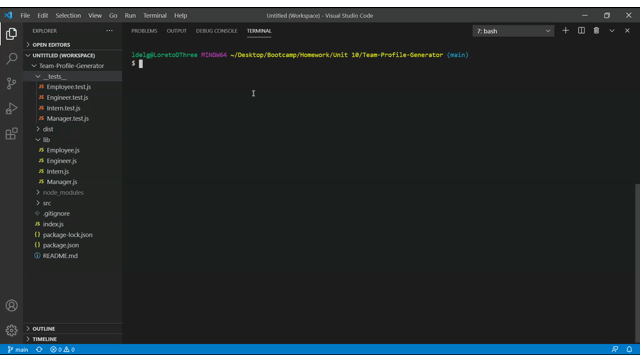 File Edit Selection View Go Run Terminal Help Untitled (Workspace) - Visual Studio Code
EXPLORER ··· PROBLEMS OUTPUT DEBUG CONSOLE TERMINAL 7: bash
OPEN EDITORS
UNTITLED (WORKSPACE)
Team-Profile-Generator
__tests__
JS Employee.test.js
JS Engineer.test.js
JS Intern.test.js
JS Manager.test.js
dist
lib
JS Employee.js
JS Engineer.js
JS Intern.js
JS Manager.js
node_modules
src
.gitignore
JS index.js
{} package-lock.json
{} package.json
README.md
OUTLINE
TIMELINE
ldelg@LoretoDThree MINGW64 ~/Desktop/Bootcamp/Homework/Unit 10/Team-Profile-Generator (main)
$
main 0 0